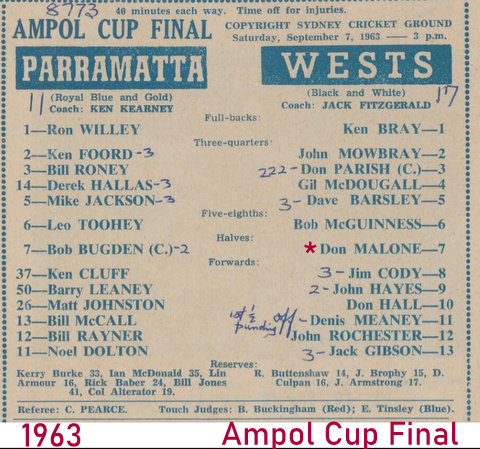 8773 40 minutes each way. Time off for injuries.
AMPOL CUP FINAL COPYRIGHT SYDNEY CRICKET GROUND
Saturday, September 7, 1963 — 3 p.m.
PARRAMATTA WESTS
(Royal Blue and Gold) (Black and White)
11 Coach: KEN KEARNEY Coach: JACK FITZGERALD 17
Full-backs:
1—Ron WILLEY Ken BRAY—1
Three-quarters:
2—Ken FOORD -3 John MOWBRAY—2
3—Bill RONEY 222- Don PARISH (C.)—3
14—Derek HALLAS -3 Gil McDOUGALL—4
5—Mike JACKSON -3 3- Dave BARSLEY—5
Five-eighths:
6—Leo TOOHEY Bob McGUINNESS—6
Halves:
7—Bob BUGDEN (C.) -2 * Don MALONE—7
Forwards:
37—Ken CLUFF 3- Jim CODY—8
50—Barry LEANEY 2- John HAYES—9
26—Matt JOHNSTON Don HALL—10
13—Bill McCALL off - Denis MEANEY—11
12—Bill RAYNER John ROCHESTER—12
11—Noel DOLTON 3- Jack GIBSON—13
Reserves:
Kerry Burke 33, Ian McDonald 35, Lin R. Buttenshaw 14, J. Brophy 15, D.
Armour 16, Rick Baber 24, Bill Jones Culpan 16, J. Armstrong 17.
41, Col Alterator 19.
Referee: C. PEARCE. Touch Judges: B. Buckingham (Red); E. Tinsley (Blue).
1963 Ampol Cup Final